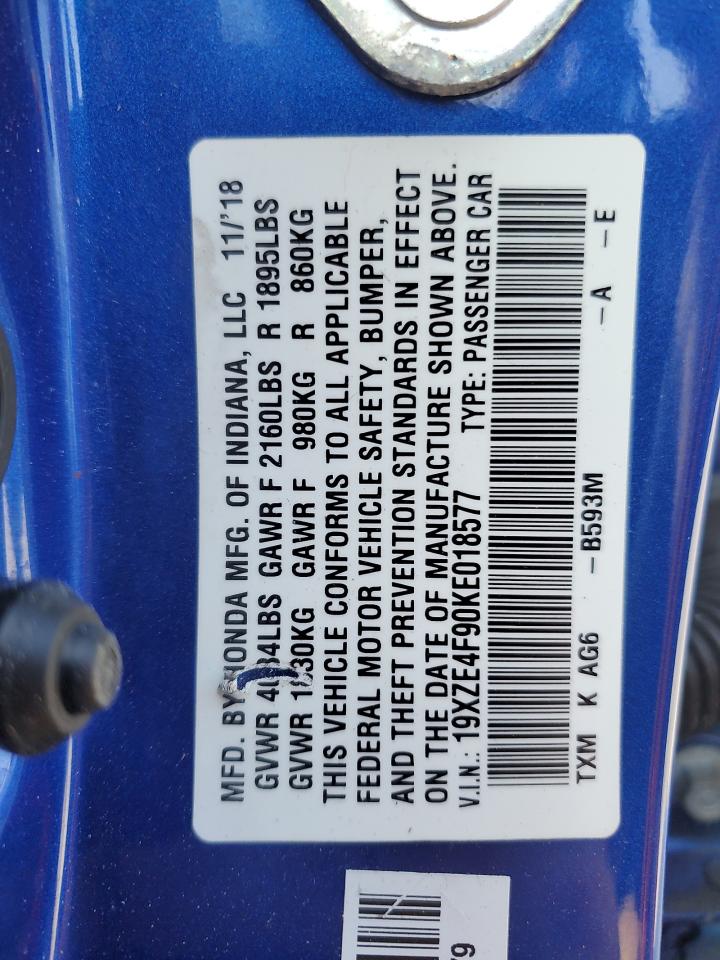 MFD. BY HONDA MFG. OF INDIANA, LLC 11/'18
GVWR LBS GAWR F 2160LBS R 1895LBS
GVWR KG GAWR F 980KG R 860KG
THIS VEHICLE CONFORMS TO ALL APPLICABLE
FEDERAL MOTOR VEHICLE SAFETY, BUMPER,
AND THEFT PREVENTION STANDARDS IN EFFECT
ON THE DATE OF MANUFACTURE SHOWN ABOVE.
V.I.N.: 19XZE4F90KE018577 TYPE: PASSENGER CAR
TXM K AG6 -B593M -A -E